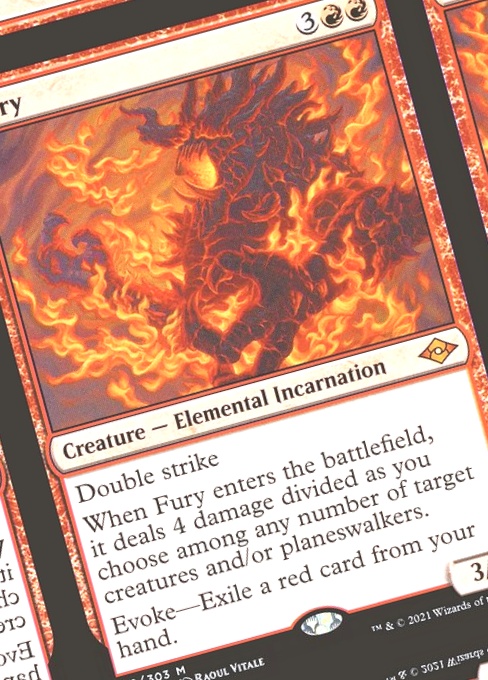 ry
3
Creature — Elemental Incarnation
Double strike
When Fury enters the battlefield,
it deals 4 damage divided as you
choose among any number of target
creatures and/or planeswalkers.
Evoke—Exile a red card from your
hand.
3/
/303 M
RAOUL VITALE
™ & © 2021 Wizards of